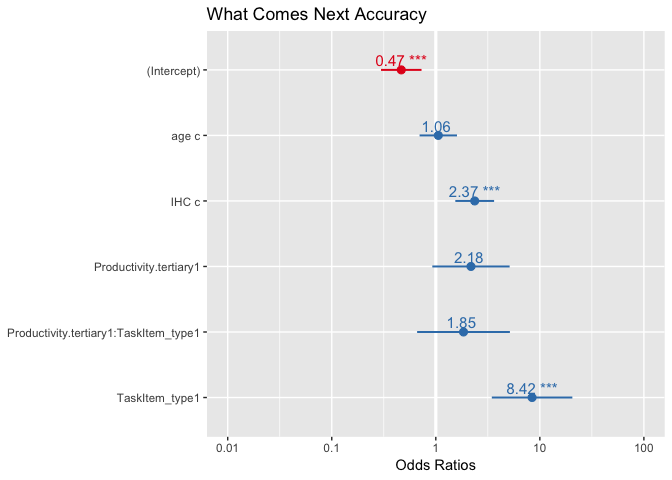 What Comes Next Accuracy
(Intercept)
0.47 ***
age c
1.06
IHC c
2.37 ***
Productivity.tertiary1
2.18
Productivity.tertiary1:TaskItem_type1
1.85
TaskItem_type1
8.42 ***
0.01 0.1 1 10 100
Odds Ratios